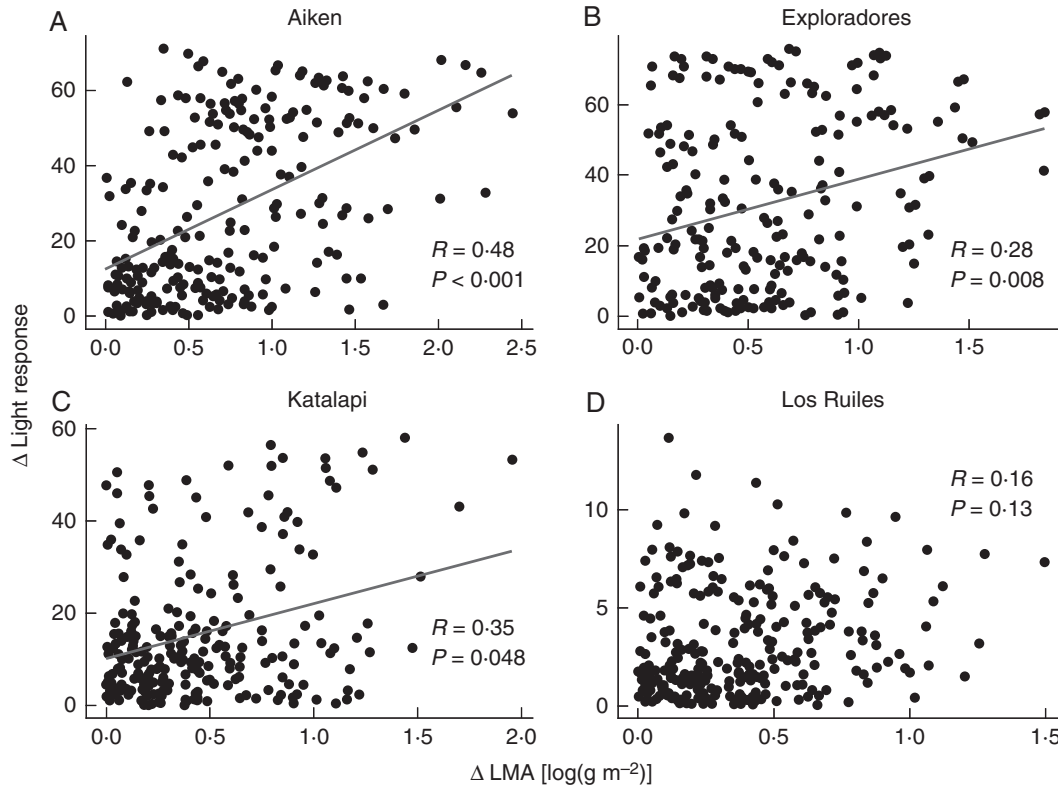 A
Aiken
60
40
20
0
R = 0·48
P < 0·001
0·0
0·5
1·0
1·5
2·0
2·5
B
Exploradores
60
40
20
0
R = 0·28
P = 0·008
0·0
0·5
1·0
1·5
C
Katalapi
60
40
20
0
R = 0·35
P = 0·048
0·0
0·5
1·0
1·5
2·0
D
Los Ruiles
10
5
0
R = 0·16
P = 0·13
0·0
0·5
1·0
1·5
Δ Light response
Δ LMA [log(g m⁻²)]